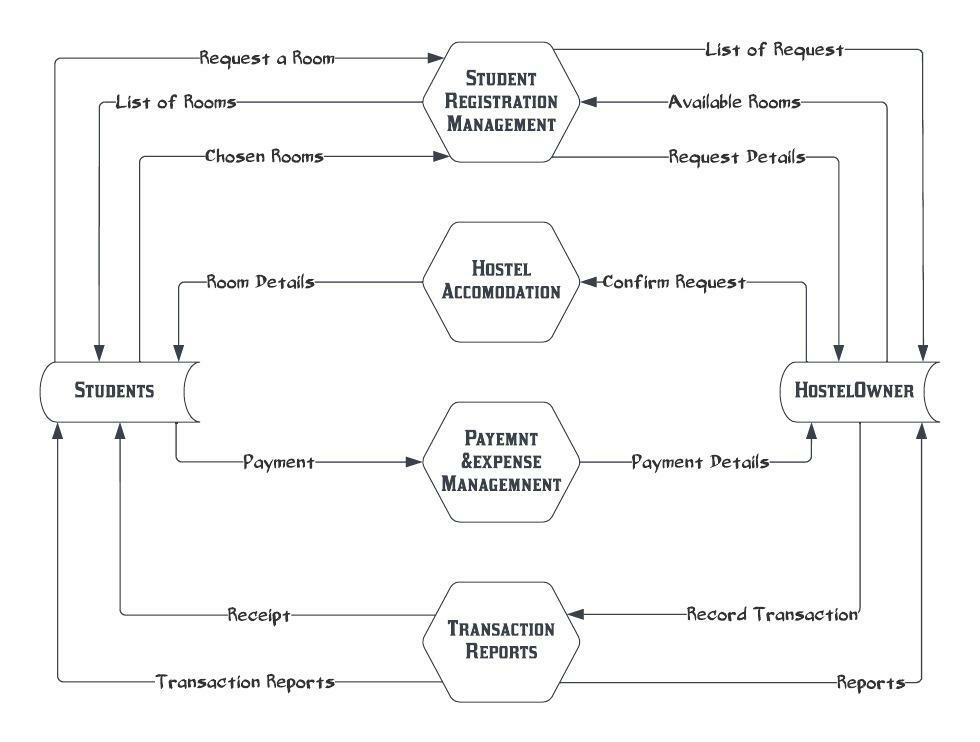 Request a Room
List of Request
STUDENT
REGISTRATION
MANAGEMENT
List of Rooms
Available Rooms
Chosen Rooms
Request Details
HOSTEL
ACCOMODATION
Room Details
Confirm Request
STUDENTS
HOSTELOWNER
PAYEMNT
&EXPENSE
MANAGEMNENT
Payment
Payment Details
Receipt
Record Transaction
TRANSACTION
REPORTS
Transaction Reports
Reports